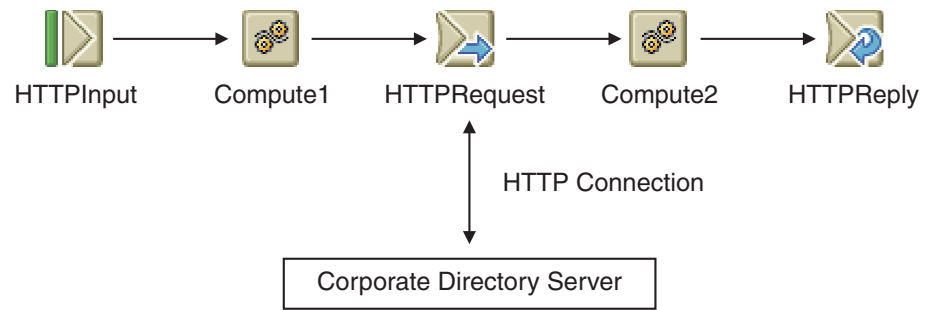 HTTPInput
Compute1
HTTPRequest
Compute2
HTTPReply
HTTP Connection
Corporate Directory Server